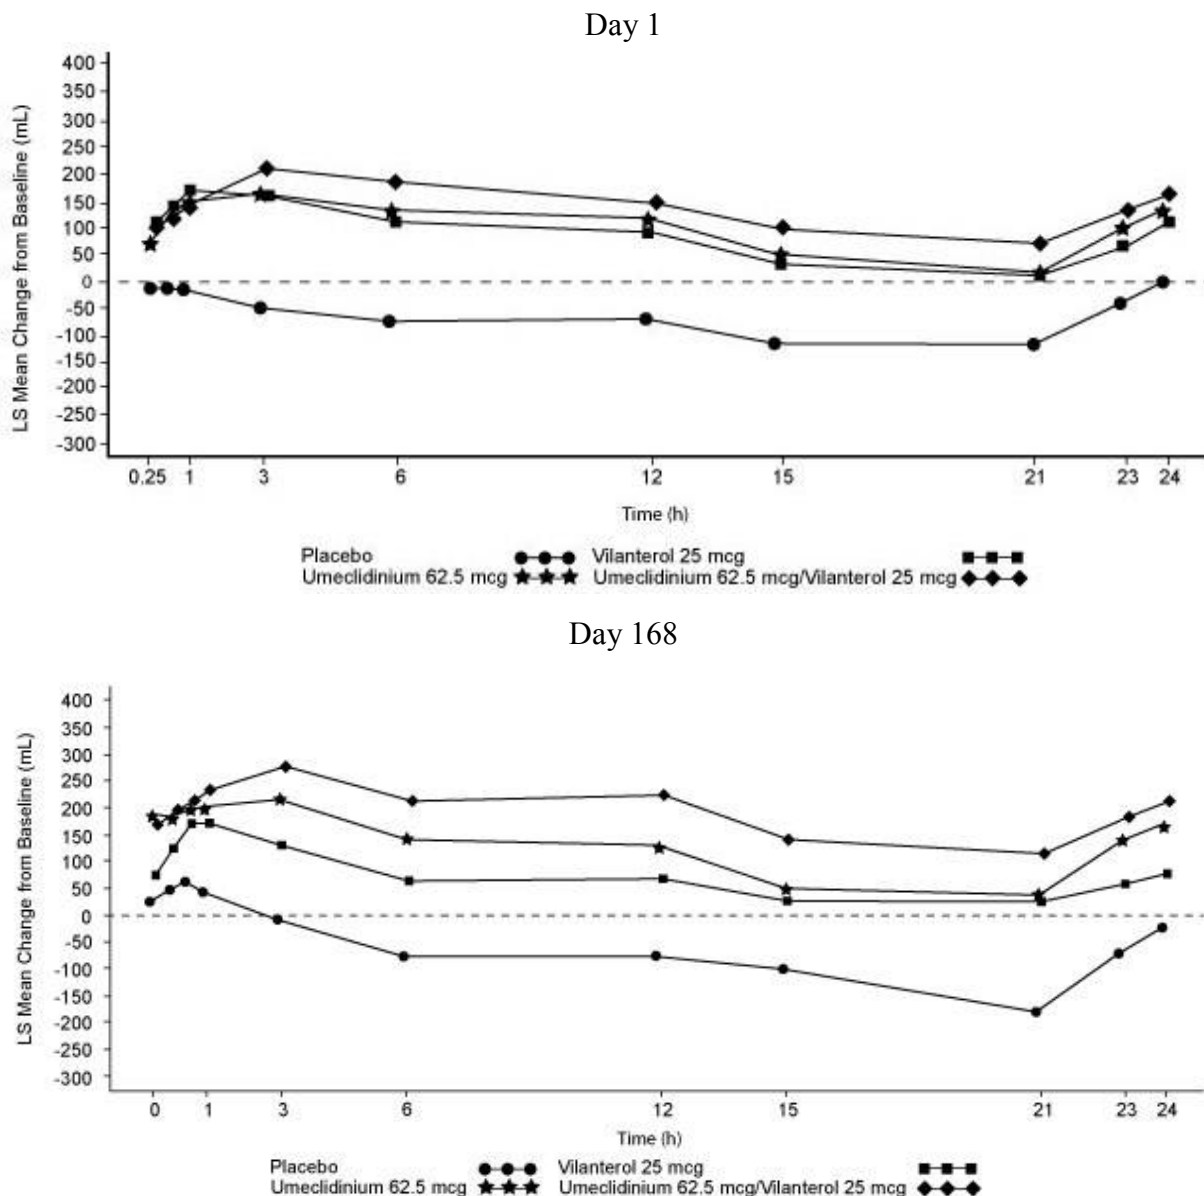 Day 1
LS Mean Change from Baseline (mL)
400
350
300
250
200
150
100
50
0
-50
-100
-150
-200
-250
-300
0.25 1 3 6 12 15 21 23 24
Time (h)
Placebo Vilanterol 25 mcg
Umeclidinium 62.5 mcg Umeclidinium 62.5 mcg/Vilanterol 25 mcg
Day 168
LS Mean Change from Baseline (mL)
400
350
300
250
200
150
100
50
0
-50
-100
-150
-200
-250
-300
0 1 3 6 12 15 21 23 24
Time (h)
Placebo Vilanterol 25 mcg
Umeclidinium 62.5 mcg Umeclidinium 62.5 mcg/Vilanterol 25 mcg